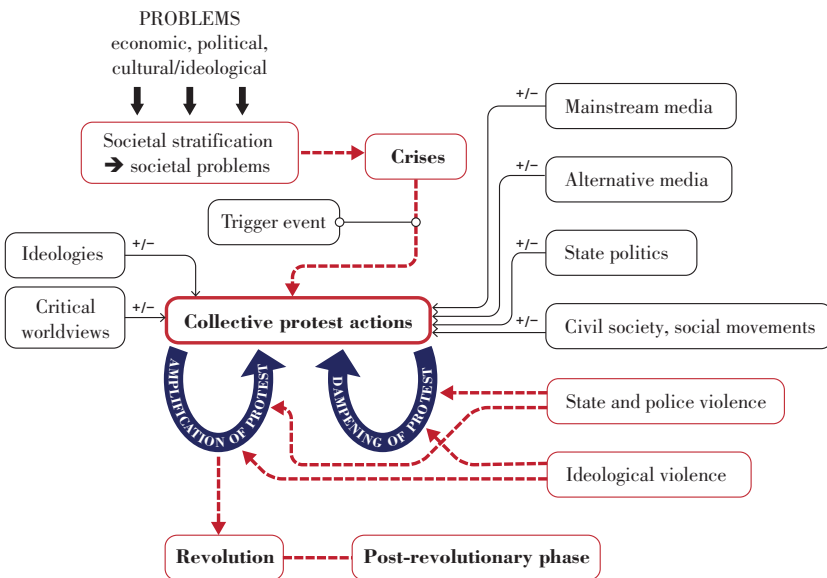 PROBLEMS
economic, political,
cultural/ideological
Societal stratification
➔ societal problems
Crises
Trigger event
+/–
Ideologies
+/–
Critical
worldviews
Collective protest actions
+/–
Mainstream media
+/–
Alternative media
+/–
State politics
+/–
Civil society, social movements
AMPLIFICATION OF PROTEST
DAMPENING OF PROTEST
State and police violence
Ideological violence
Revolution
Post-revolutionary phase